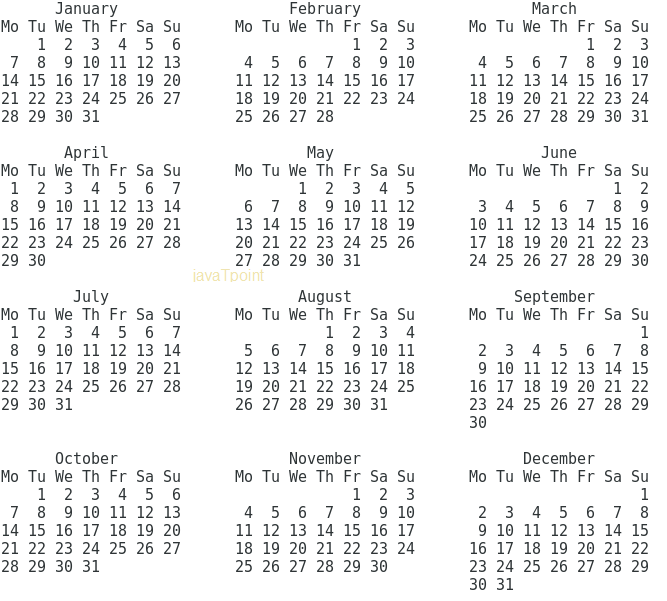 January                   February                   March
Mo Tu We Th Fr Sa Su      Mo Tu We Th Fr Sa Su      Mo Tu We Th Fr Sa Su
    1  2  3  4  5  6                   1  2  3                   1  2  3
 7  8  9 10 11 12 13       4  5  6  7  8  9 10       4  5  6  7  8  9 10
14 15 16 17 18 19 20      11 12 13 14 15 16 17      11 12 13 14 15 16 17
21 22 23 24 25 26 27      18 19 20 21 22 23 24      18 19 20 21 22 23 24
28 29 30 31               25 26 27 28               25 26 27 28 29 30 31

       April                      May                       June
Mo Tu We Th Fr Sa Su      Mo Tu We Th Fr Sa Su      Mo Tu We Th Fr Sa Su
 1  2  3  4  5  6  7             1  2  3  4  5                      1  2
 8  9 10 11 12 13 14       6  7  8  9 10 11 12       3  4  5  6  7  8  9
15 16 17 18 19 20 21      13 14 15 16 17 18 19      10 11 12 13 14 15 16
22 23 24 25 26 27 28      20 21 22 23 24 25 26      17 18 19 20 21 22 23
29 30                     27 28 29 30 31            24 25 26 27 28 29 30
javaTpoint
        July                     August                  September
Mo Tu We Th Fr Sa Su      Mo Tu We Th Fr Sa Su      Mo Tu We Th Fr Sa Su
 1  2  3  4  5  6  7                1  2  3  4                         1
 8  9 10 11 12 13 14       5  6  7  8  9 10 11       2  3  4  5  6  7  8
15 16 17 18 19 20 21      12 13 14 15 16 17 18       9 10 11 12 13 14 15
22 23 24 25 26 27 28      19 20 21 22 23 24 25      16 17 18 19 20 21 22
29 30 31                  26 27 28 29 30 31         23 24 25 26 27 28 29
                                                    30

      October                   November                  December
Mo Tu We Th Fr Sa Su      Mo Tu We Th Fr Sa Su      Mo Tu We Th Fr Sa Su
    1  2  3  4  5  6                   1  2  3                         1
 7  8  9 10 11 12 13       4  5  6  7  8  9 10       2  3  4  5  6  7  8
14 15 16 17 18 19 20      11 12 13 14 15 16 17       9 10 11 12 13 14 15
21 22 23 24 25 26 27      18 19 20 21 22 23 24      16 17 18 19 20 21 22
28 29 30 31               25 26 27 28 29 30         23 24 25 26 27 28 29
                                                    30 31